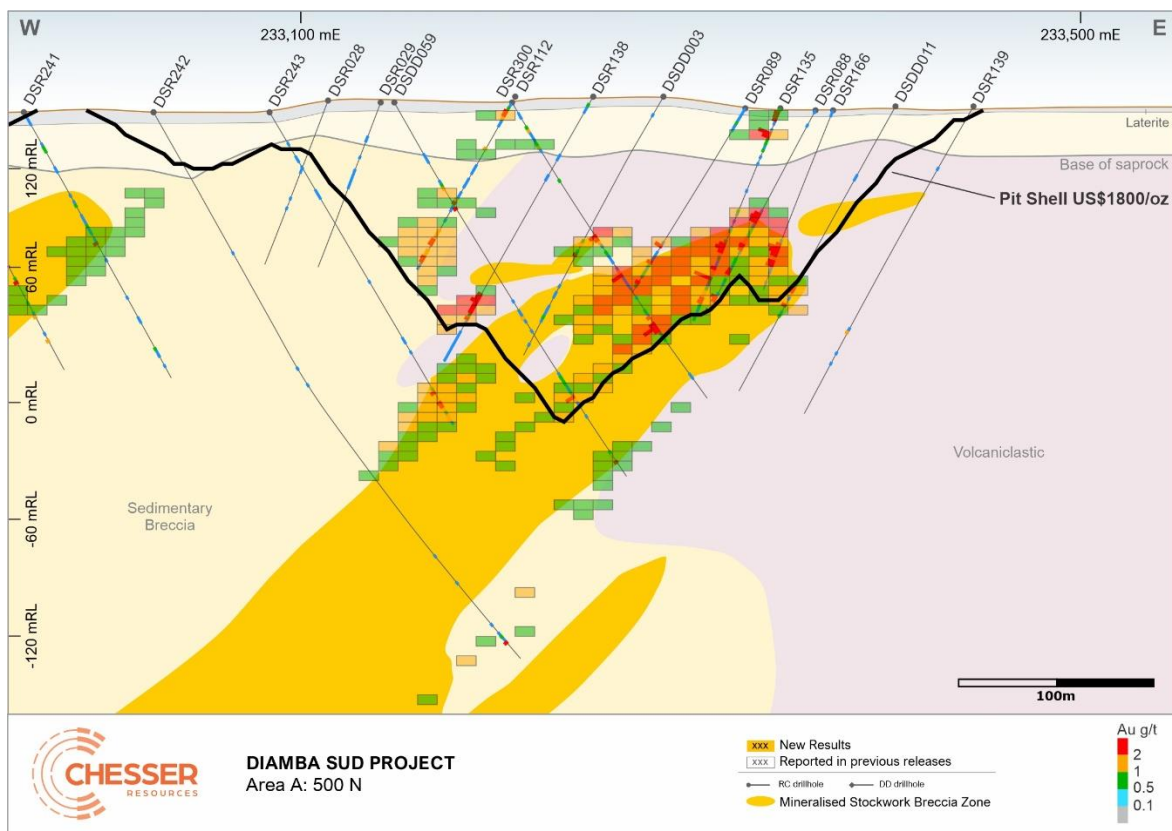 W
E
233,100 mE
233,500 mE
DSR241
DSR242
DSR243
DSR028
DSR029
DSDD059
DSR300
DSR112
DSR138
DSDD003
DSR089
DSR135
DSR088
DSR166
DSDD011
DSR139
Laterite
Base of saprock
Pit Shell US$1800/oz
120 mRL
60 mRL
0 mRL
-60 mRL
-120 mRL
Sedimentary
Breccia
Volcaniclastic
100m
CHESSER
RESOURCES
DIAMBA SUD PROJECT
Area A: 500 N
xxx New Results
xxx Reported in previous releases
RC drillhole
DD drillhole
Mineralised Stockwork Breccia Zone
Au g/t
2
1
0.5
0.1